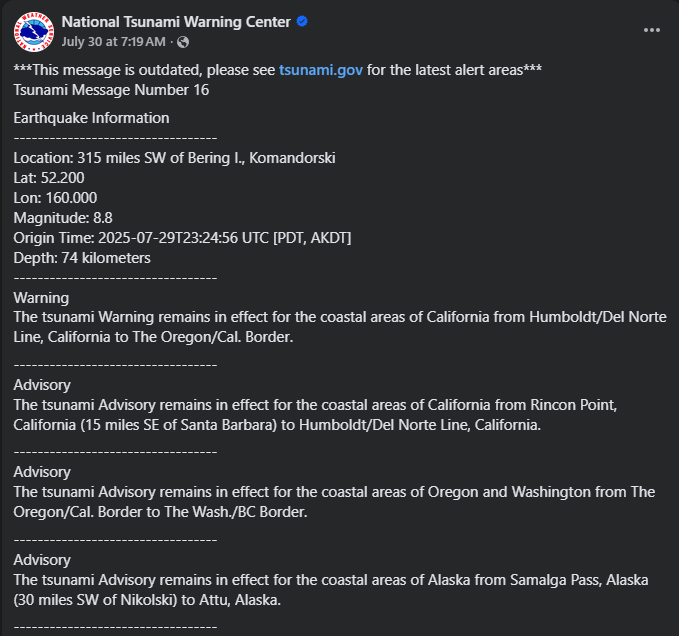 National Tsunami Warning Center
July 30 at 7:19 AM ·
***This message is outdated, please see tsunami.gov for the latest alert areas***
Tsunami Message Number 16
Earthquake Information
----------------------------------
Location: 315 miles SW of Bering I., Komandorski
Lat: 52.200
Lon: 160.000
Magnitude: 8.8
Origin Time: 2025-07-29T23:24:56 UTC [PDT, AKDT]
Depth: 74 kilometers
----------------------------------
Warning
The tsunami Warning remains in effect for the coastal areas of California from Humboldt/Del Norte
Line, California to The Oregon/Cal. Border.
----------------------------------
Advisory
The tsunami Advisory remains in effect for the coastal areas of California from Rincon Point,
California (15 miles SE of Santa Barbara) to Humboldt/Del Norte Line, California.
----------------------------------
Advisory
The tsunami Advisory remains in effect for the coastal areas of Oregon and Washington from The
Oregon/Cal. Border to The Wash./BC Border.
----------------------------------
Advisory
The tsunami Advisory remains in effect for the coastal areas of Alaska from Samalga Pass, Alaska
(30 miles SW of Nikolski) to Attu, Alaska.
----------------------------------